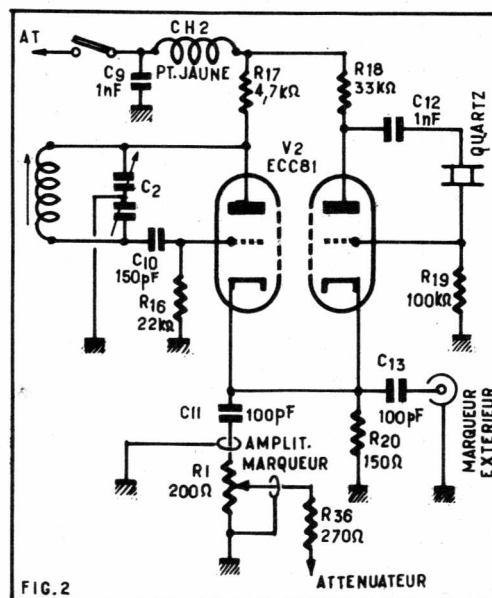 AT
CH2
PT. JAUNE
C9
1nF
R17
4,7kΩ
R18
33kΩ
C12
1nF
QUARTZ
V2
ECC81
C2
C10
150pF
R16
22kΩ
R19
100kΩ
C11
100pF
C13
100pF
AMPLIT.
MARQUEUR
R1
200Ω
R20
150Ω
MARQUEUR
EXTERIEUR
R36
270Ω
ATTENUATEUR
FIG.2